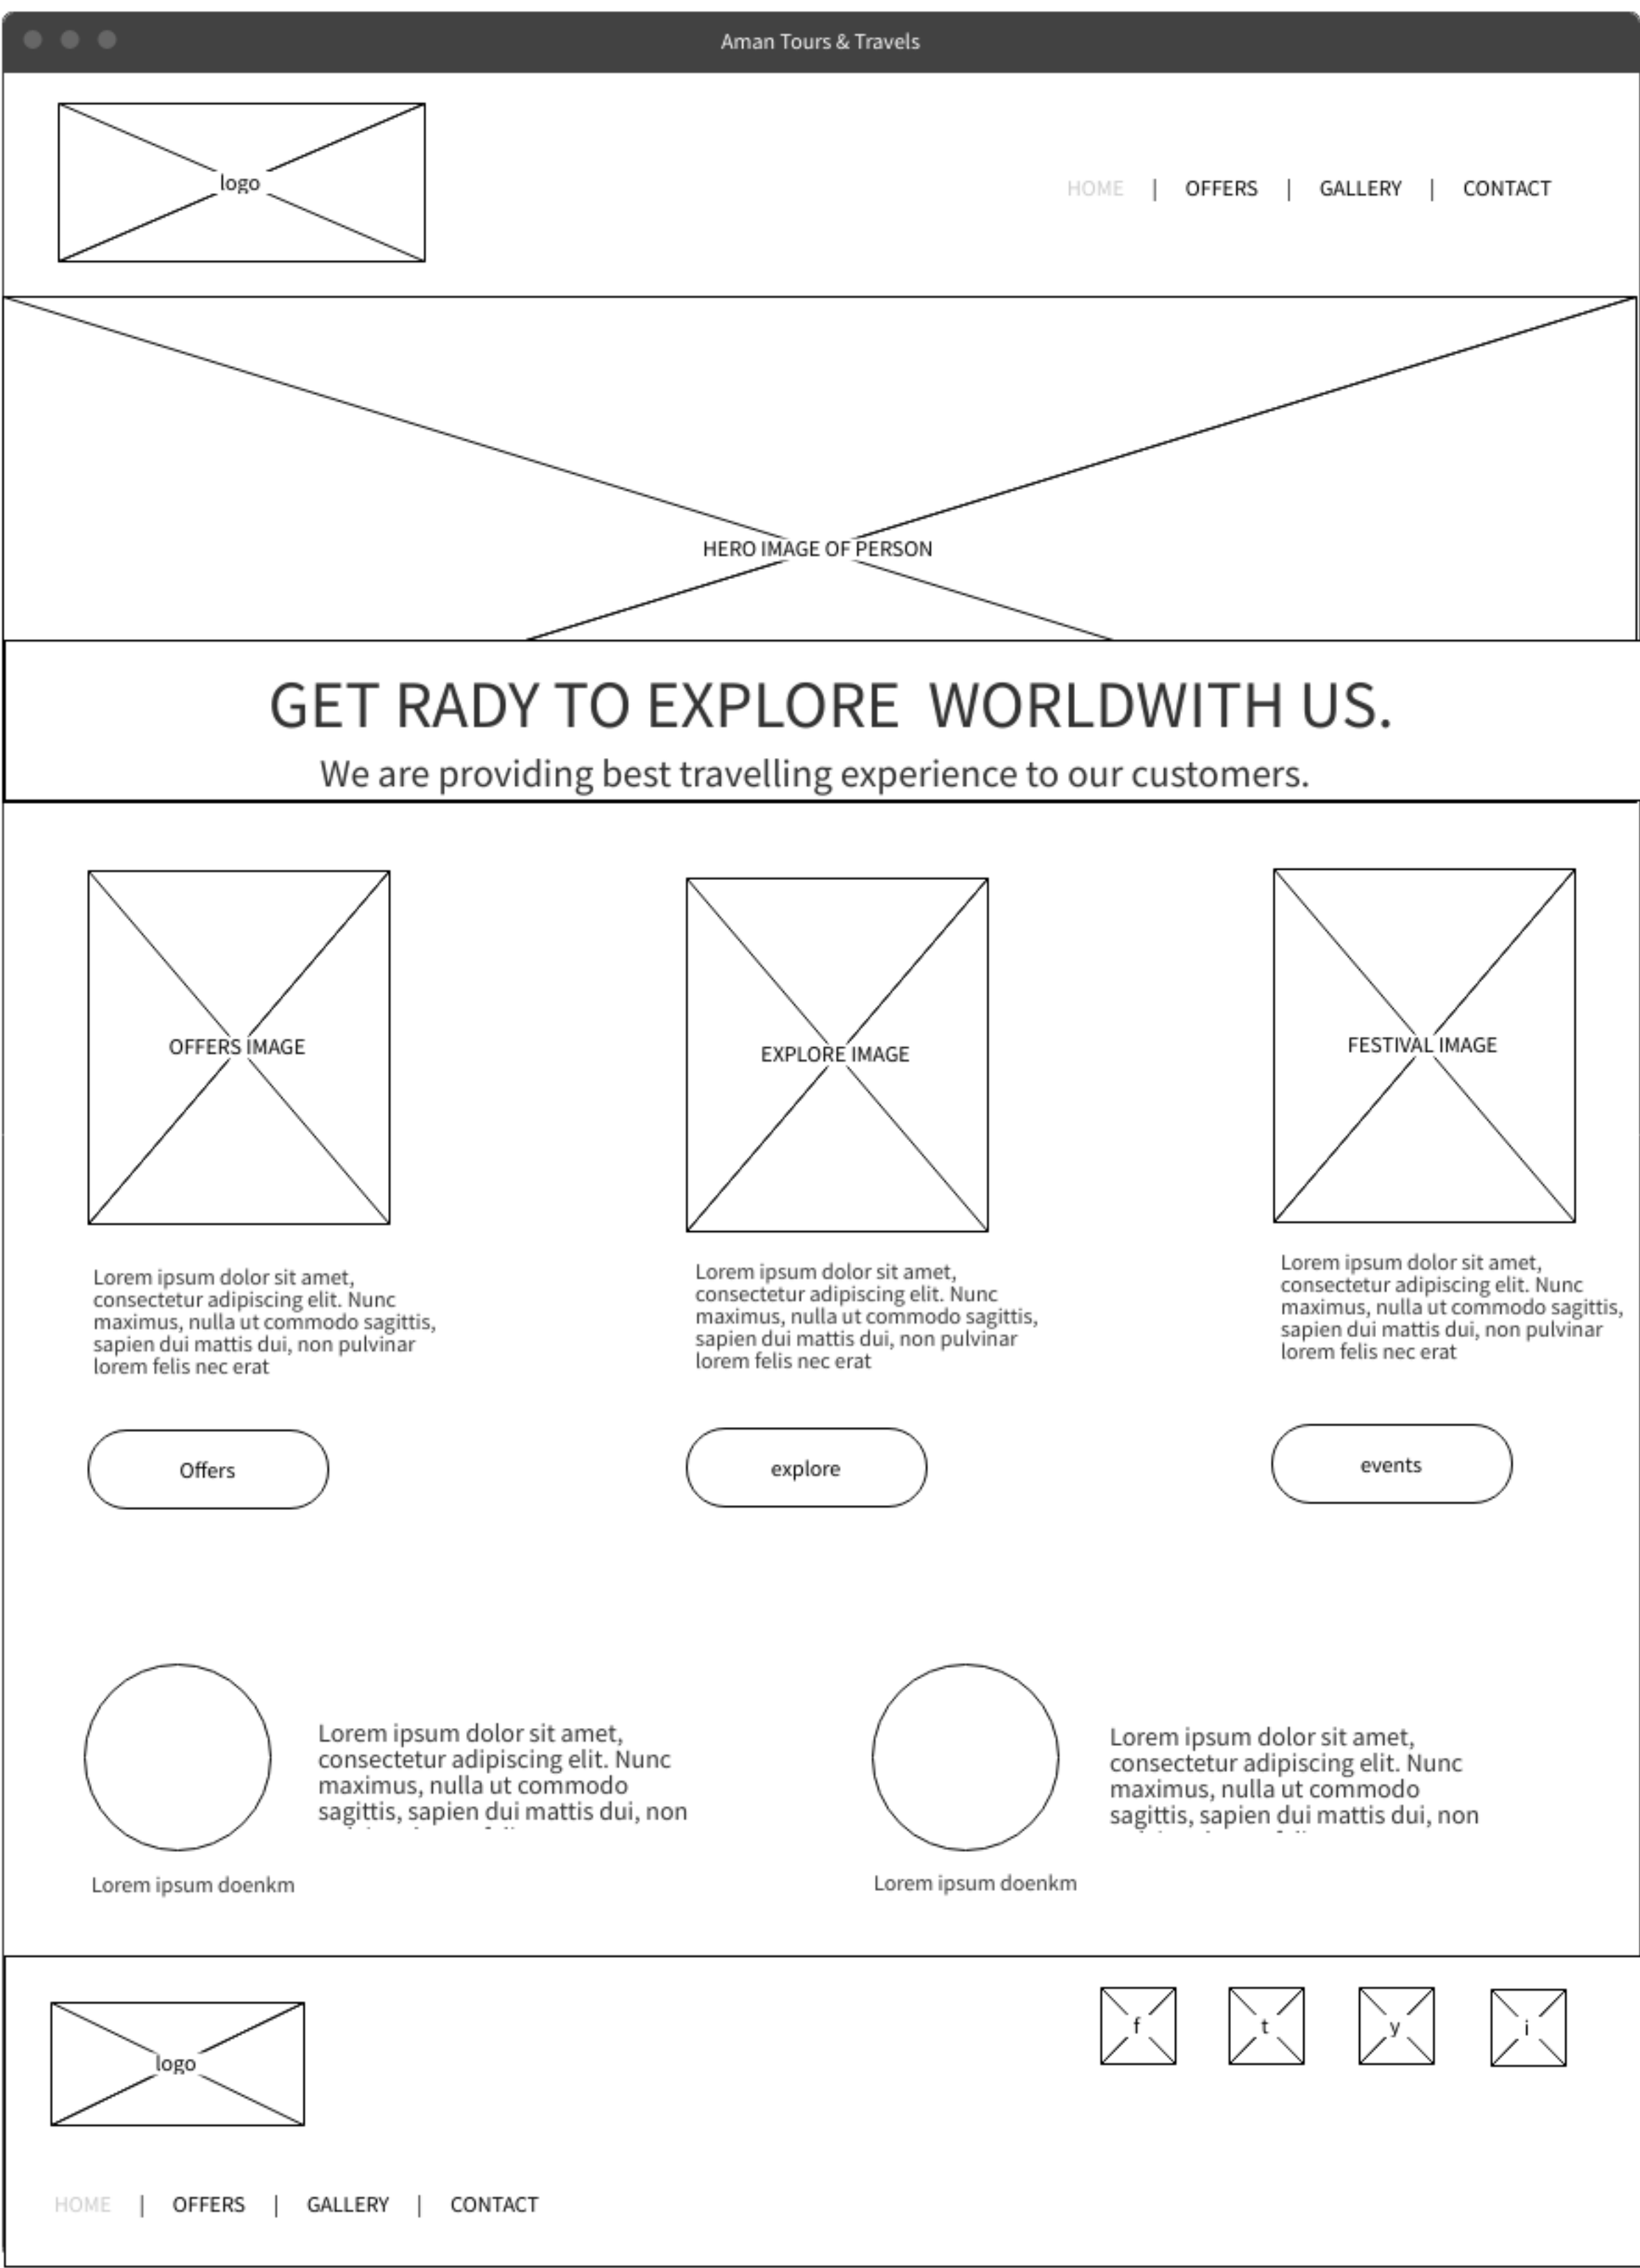 Aman Tours & Travels
logo
HOME | OFFERS | GALLERY | CONTACT
HERO IMAGE OF PERSON
GET RADY TO EXPLORE  WORLDWITH US.
We are providing best travelling experience to our customers.
OFFERS IMAGE
EXPLORE IMAGE
FESTIVAL IMAGE
Lorem ipsum dolor sit amet,
consectetur adipiscing elit. Nunc
maximus, nulla ut commodo sagittis,
sapien dui mattis dui, non pulvinar
lorem felis nec erat
Lorem ipsum dolor sit amet,
consectetur adipiscing elit. Nunc
maximus, nulla ut commodo sagittis,
sapien dui mattis dui, non pulvinar
lorem felis nec erat
Lorem ipsum dolor sit amet,
consectetur adipiscing elit. Nunc
maximus, nulla ut commodo sagittis,
sapien dui mattis dui, non pulvinar
lorem felis nec erat
Offers
explore
events
Lorem ipsum dolor sit amet,
consectetur adipiscing elit. Nunc
maximus, nulla ut commodo
sagittis, sapien dui mattis dui, non
Lorem ipsum doenkm
Lorem ipsum dolor sit amet,
consectetur adipiscing elit. Nunc
maximus, nulla ut commodo
sagittis, sapien dui mattis dui, non
Lorem ipsum doenkm
logo
f
t
y
i
HOME | OFFERS | GALLERY | CONTACT